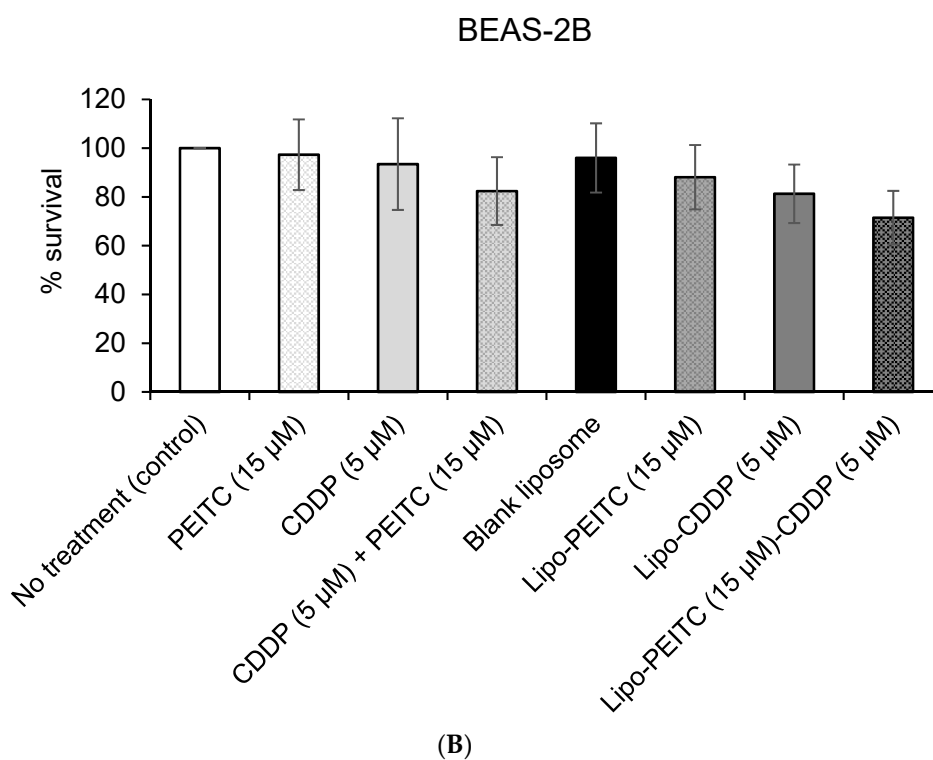 BEAS-2B
% survival
120
100
80
60
40
20
0
No treatment (control)
PEITC (15 µM)
CDDP (5 µM)
CDDP (5 µM) + PEITC (15 µM)
Blank liposome
Lipo-PEITC (15 µM)
Lipo-CDDP (5 µM)
Lipo-PEITC (15 µM)-CDDP (5 µM)
(B)